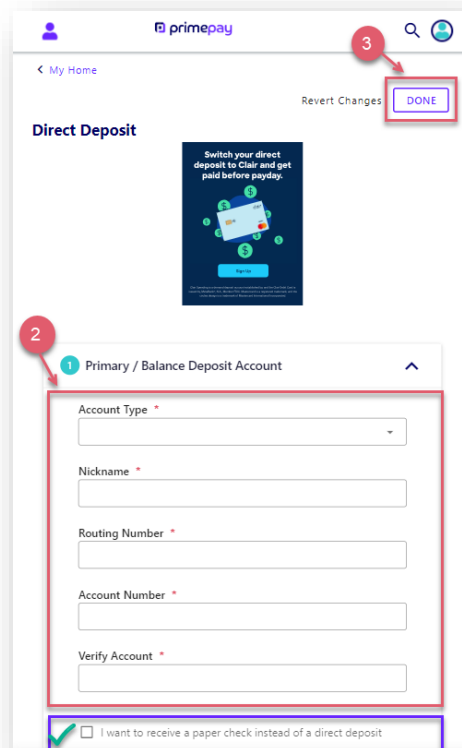 primepay
3
My Home
Revert Changes
DONE
Direct Deposit
Switch your direct
deposit to Clair and get
paid before payday.
$
$
$
$
$
$
Sign Up
2
1 Primary / Balance Deposit Account
Account Type *
Nickname *
Routing Number *
Account Number *
Verify Account *
I want to receive a paper check instead of a direct deposit